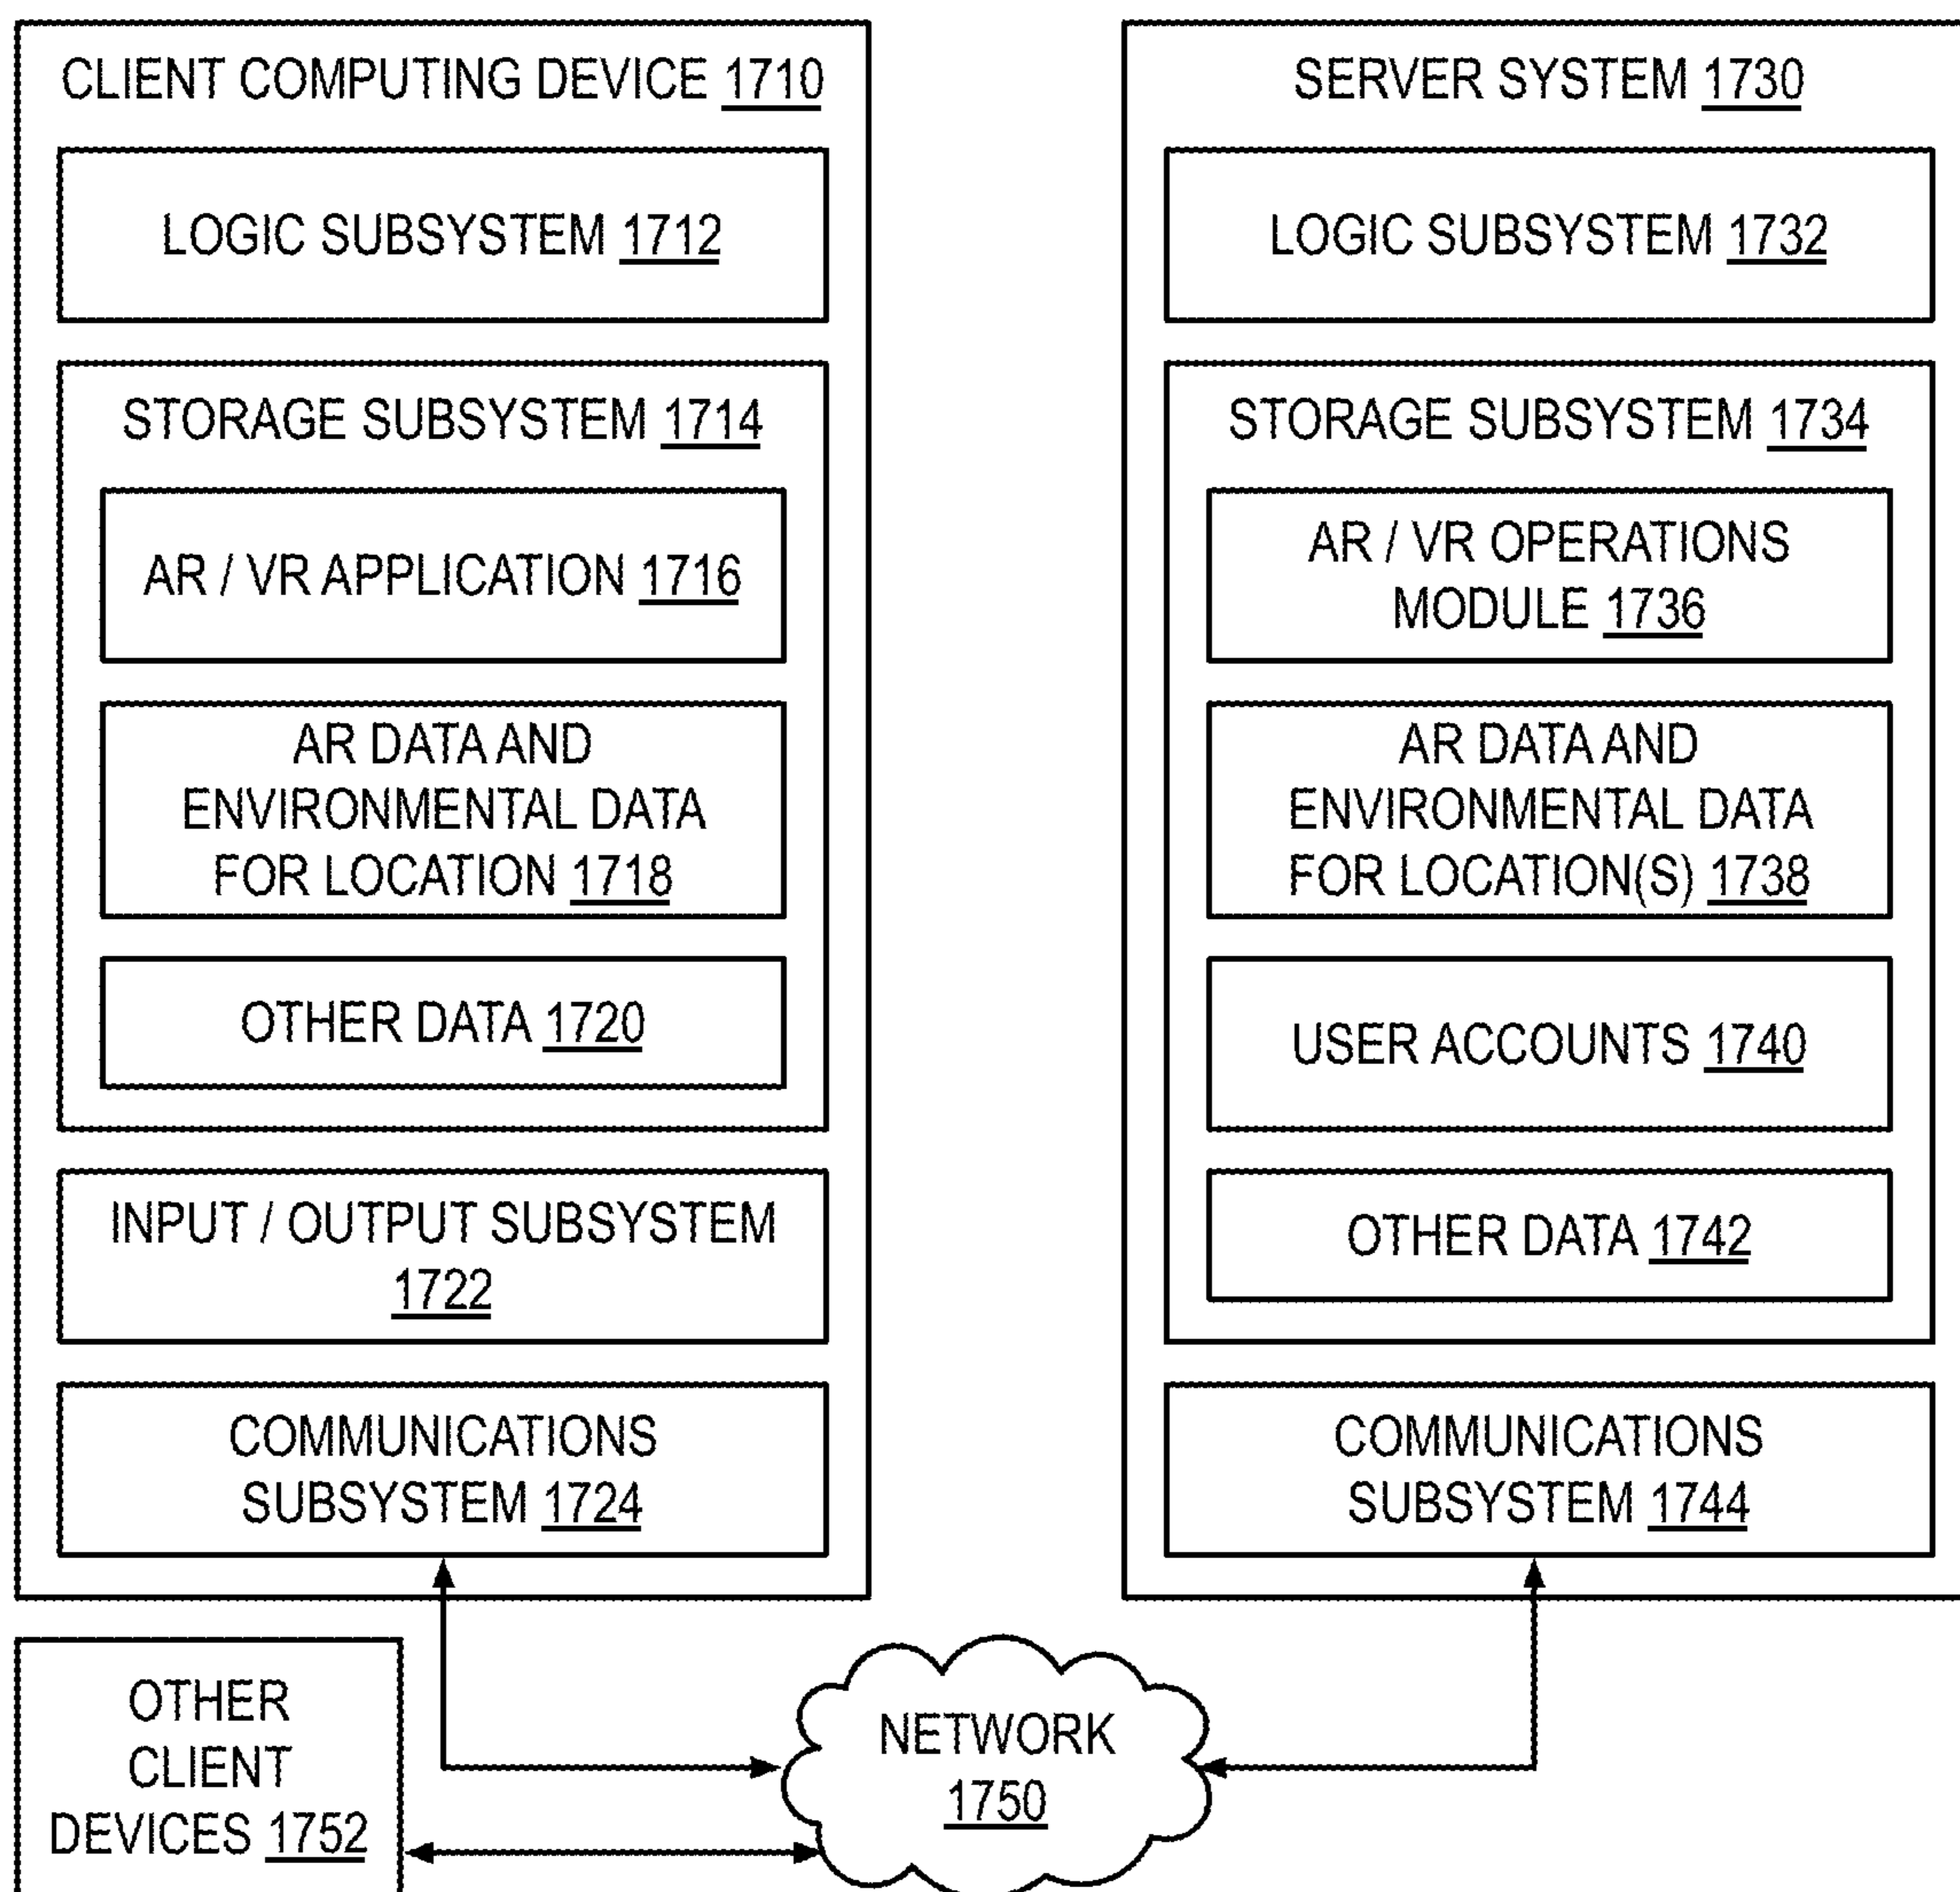 CLIENT COMPUTING DEVICE 1710
LOGIC SUBSYSTEM 1712
STORAGE SUBSYSTEM 1714
AR / VR APPLICATION 1716
AR DATA AND
ENVIRONMENTAL DATA
FOR LOCATION 1718
OTHER DATA 1720
INPUT / OUTPUT SUBSYSTEM
1722
COMMUNICATIONS
SUBSYSTEM 1724
SERVER SYSTEM 1730
LOGIC SUBSYSTEM 1732
STORAGE SUBSYSTEM 1734
AR / VR OPERATIONS
MODULE 1736
AR DATA AND
ENVIRONMENTAL DATA
FOR LOCATION(S) 1738
USER ACCOUNTS 1740
OTHER DATA 1742
COMMUNICATIONS
SUBSYSTEM 1744
OTHER
CLIENT
DEVICES 1752
NETWORK
1750